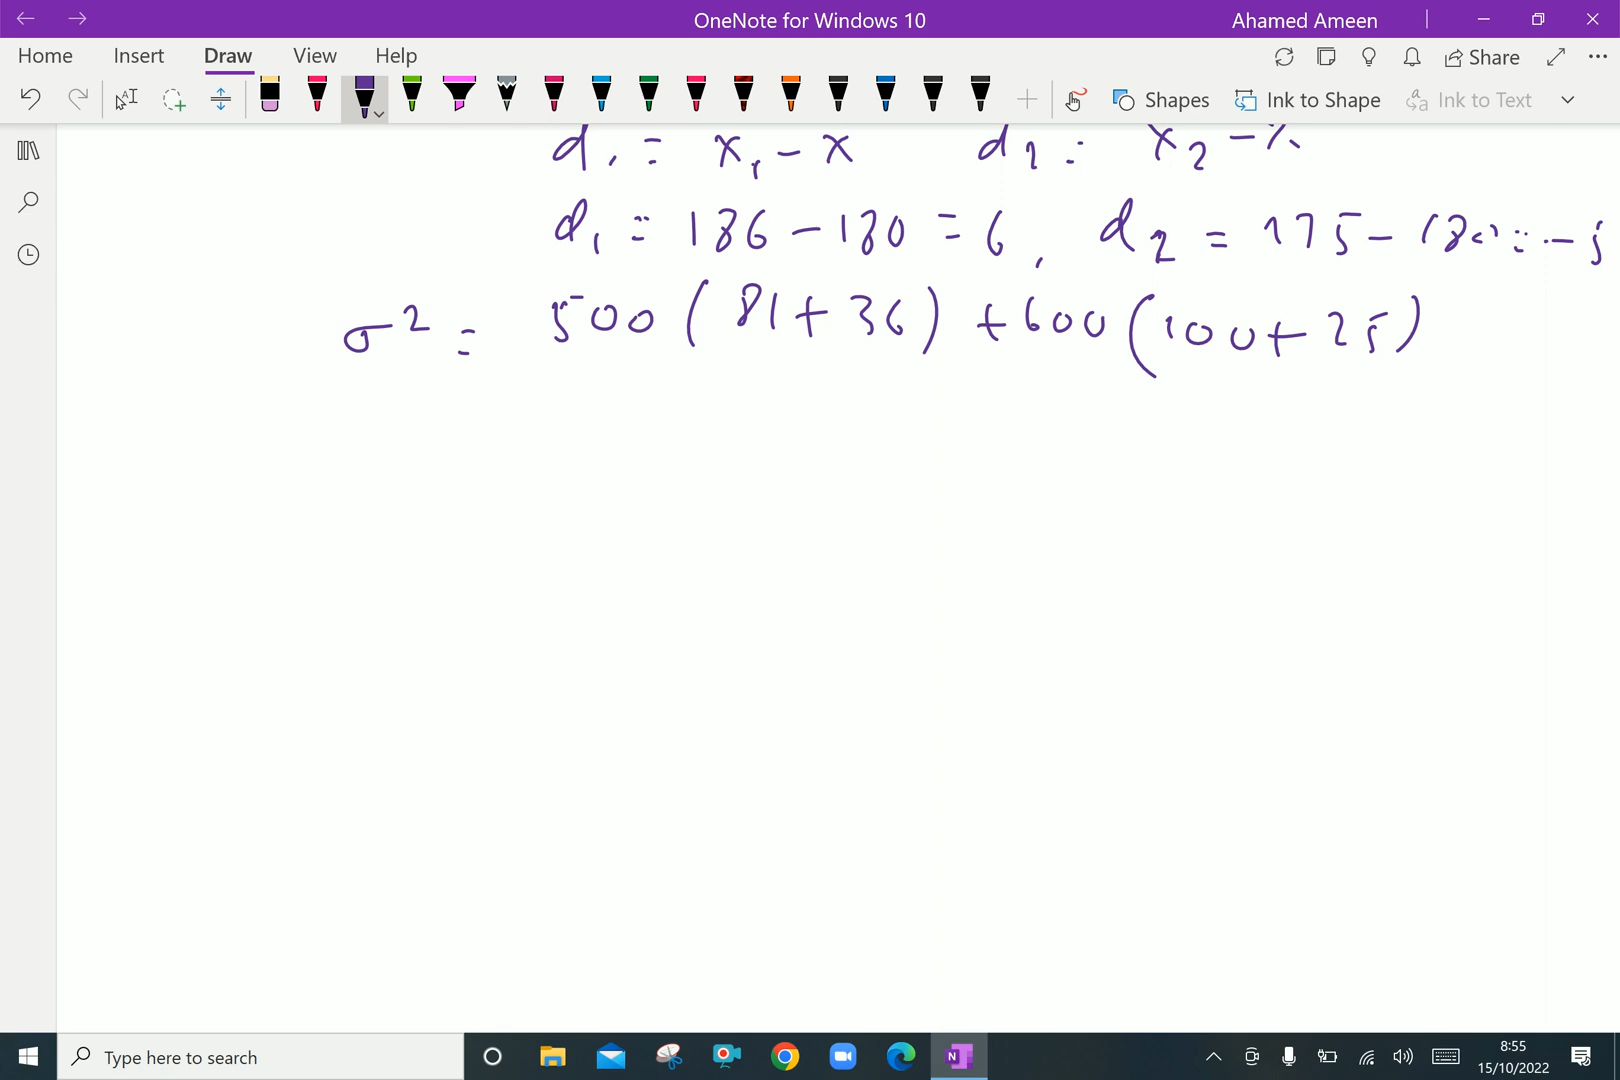 OneNote for Windows 10
Ahamed Ameen
Home Insert Draw View Help
Share
Shapes Ink to Shape Ink to Text
d₁ = x₁ - x d₂ = x₂ - x
d₁ = 186 - 180 = 6, d₂ = 175 - 180 = -5
σ² = 500 (81 + 36) + 600 (100 + 25)
Type here to search
8:55
15/10/2022